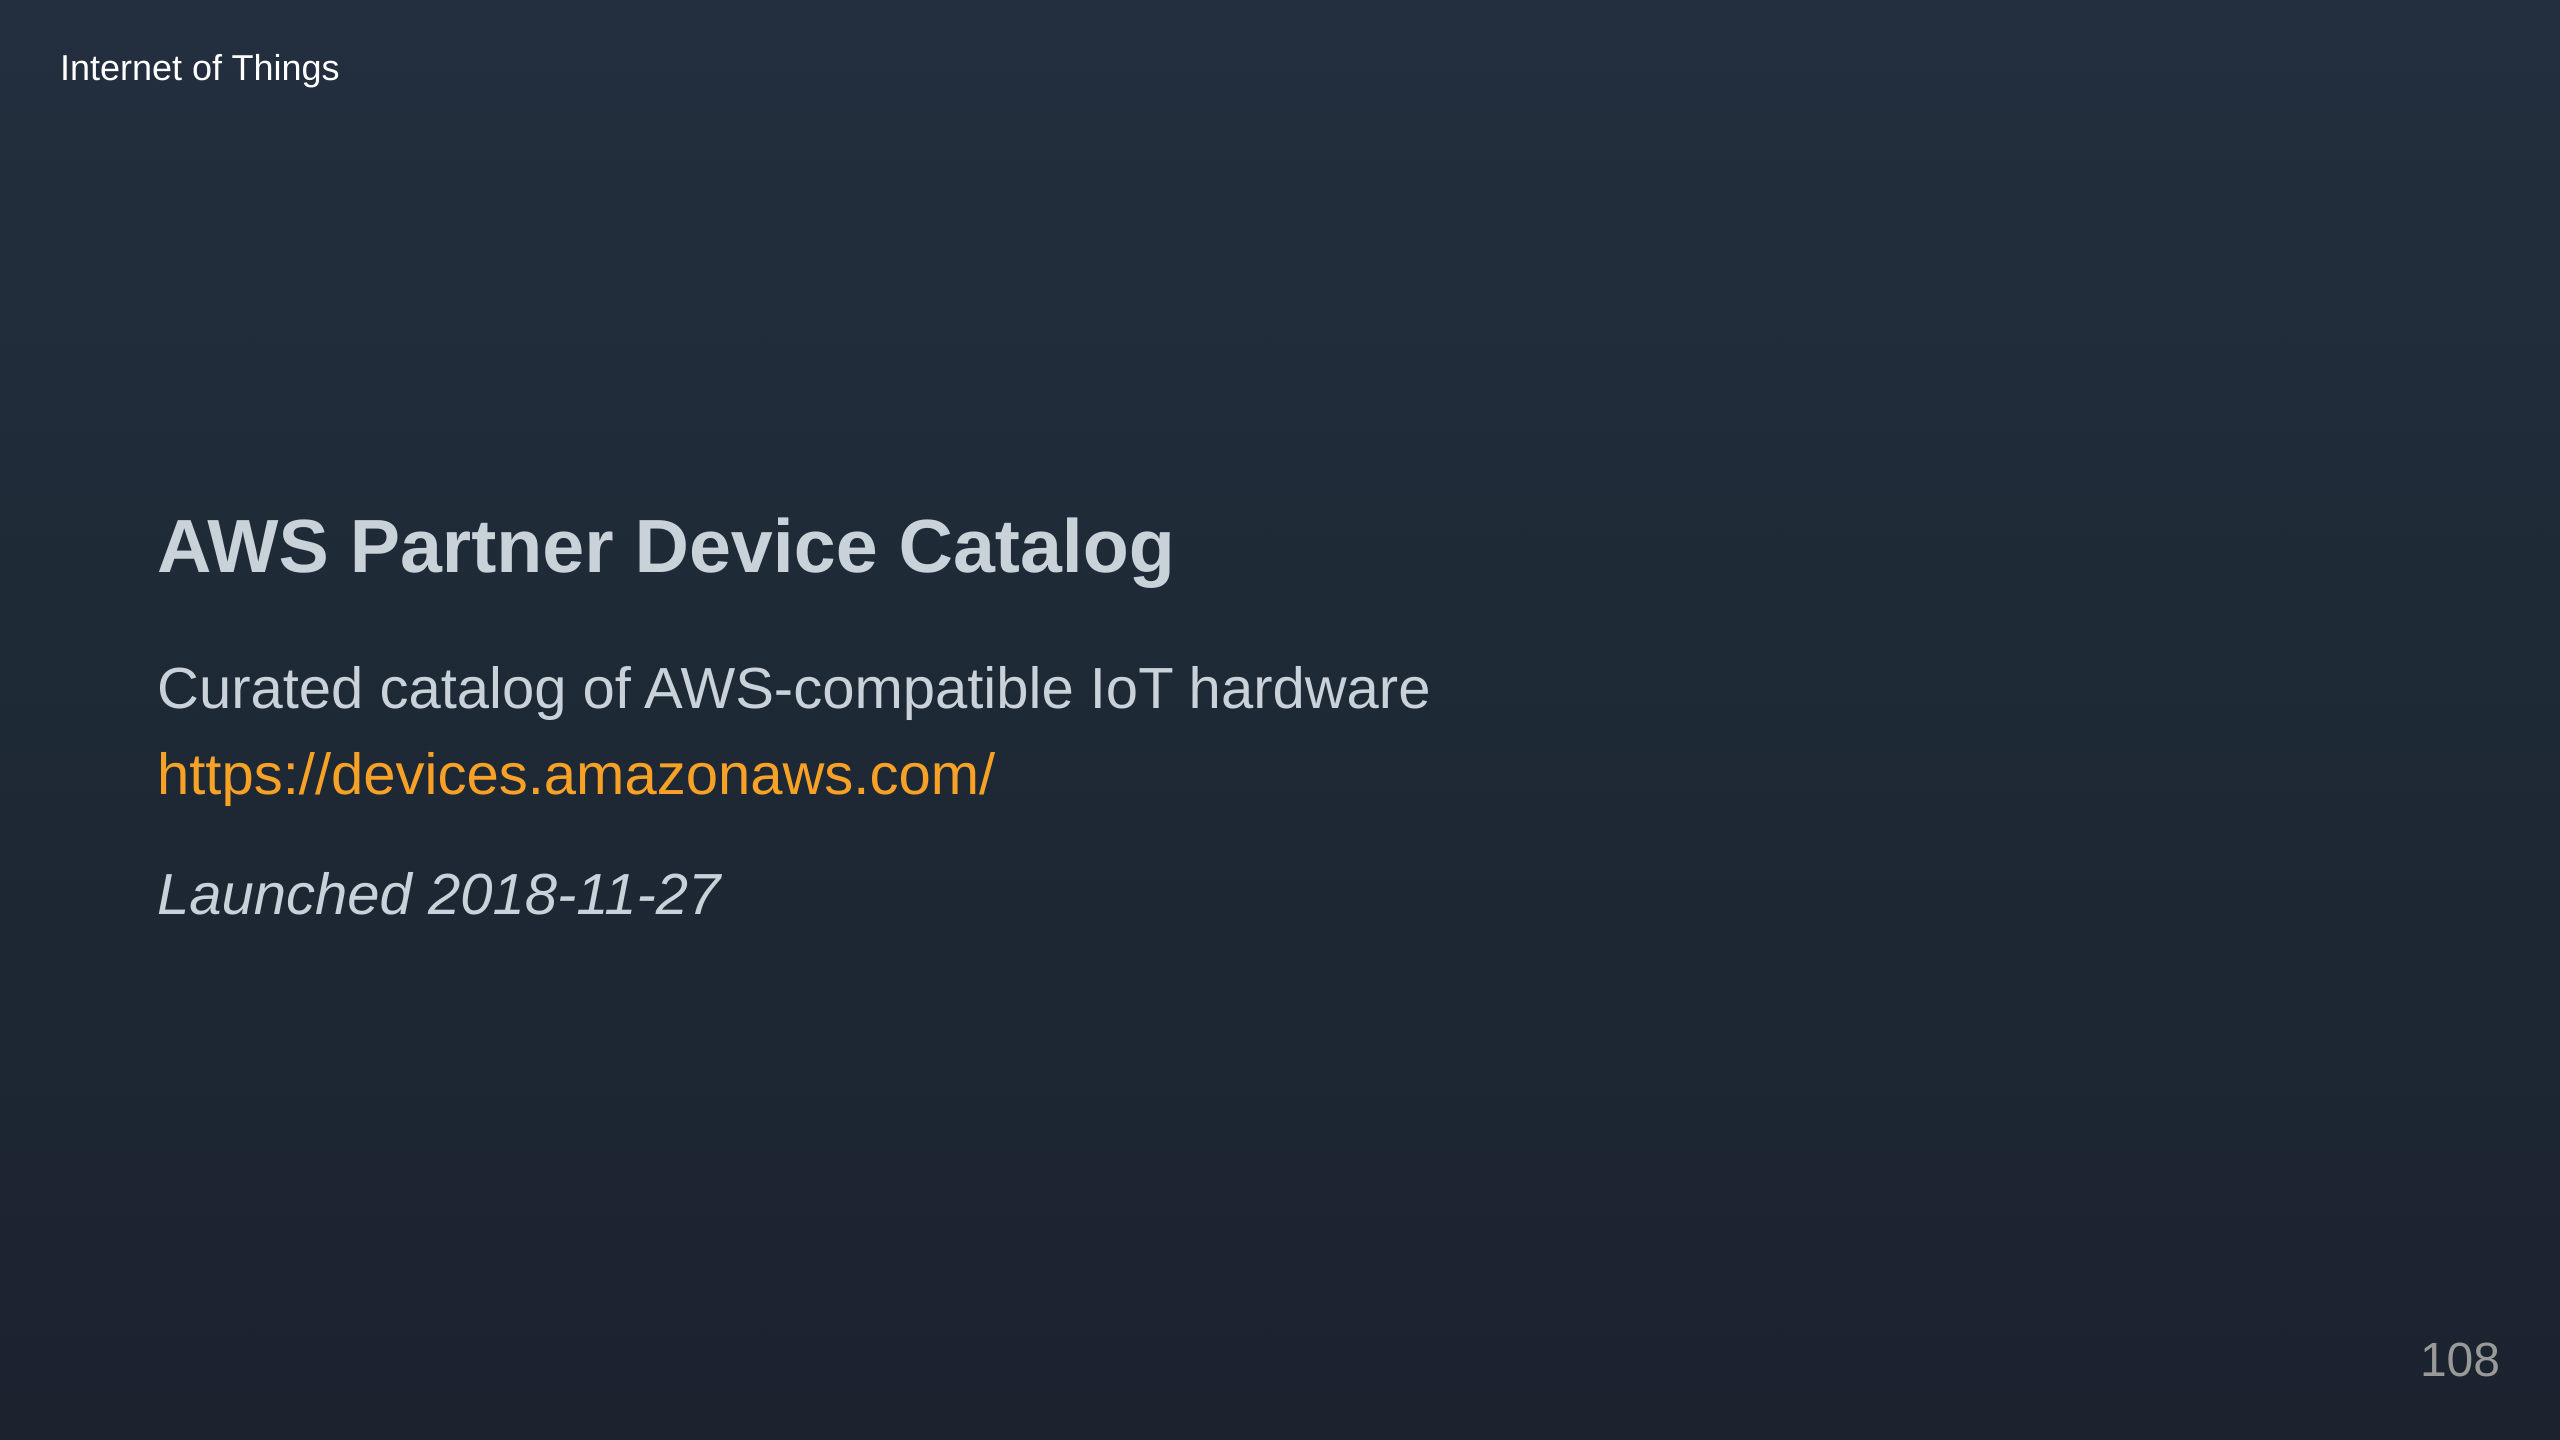 Internet of Things
AWS Partner Device Catalog
Curated catalog of AWS-compatible IoT hardware
https://devices.amazonaws.com/
Launched 2018-11-27
108